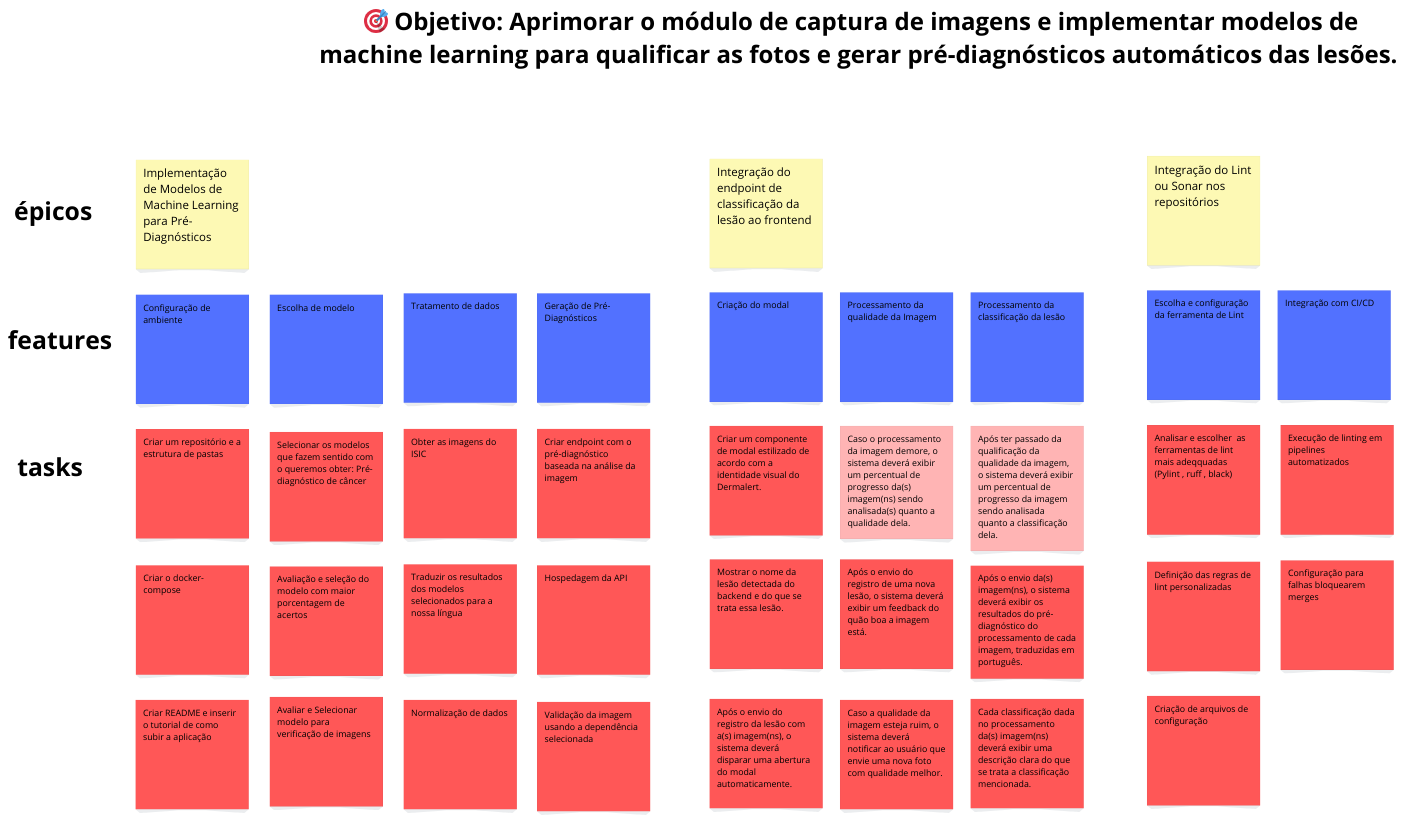 🎯 Objetivo: Aprimorar o módulo de captura de imagens e implementar modelos de
machine learning para qualificar as fotos e gerar pré-diagnósticos automáticos das lesões.
épicos
Implementação
de Modelos de
Machine Learning
para Pré-
Diagnósticos
Integração do
endpoint de
classificação da
lesão ao frontend
Integração do Lint
ou Sonar nos
repositórios
features
Configuração de
ambiente
Escolha de modelo
Tratamento de dados
Geração de Pré-
Diagnósticos
Criação do modal
Processamento da
qualidade da Imagem
Processamento da
classificação da lesão
Escolha e configuração
da ferramenta de Lint
Integração com CI/CD
tasks
Criar um repositório e a
estrutura de pastas
Selecionar os modelos
que fazem sentido com
o queremos obter: Pré-
diagnóstico de câncer
Obter as imagens do
ISIC
Criar endpoint com o
pré-diagnóstico
baseada na análise da
imagem
Criar um componente
de modal estilizado de
acordo com a
identidade visual do
Dermalert.
Caso o processamento
da imagem demore, o
sistema deverá exibir
um percentual de
progresso da(s)
imagem(ns) sendo
analisada(s) quanto a
qualidade dela.
Após ter passado da
qualificação da
qualidade da imagem,
o sistema deverá exibir
um percentual de
progresso da imagem
sendo analisada
quanto a classificação
dela.
Analisar e escolher  as
ferramentas de lint
mais adeqquadas
(Pylint , ruff , black)
Execução de linting em
pipelines
automatizados
Criar o docker-
compose
Avaliação e seleção do
modelo com maior
porcentagem de
acertos
Traduzir os resultados
dos modelos
selecionados para a
nossa língua
Hospedagem da API
Mostrar o nome da
lesão detectada do
backend e do que se
trata essa lesão.
Após o envio do
registro de uma nova
lesão, o sistema deverá
exibir um feedback do
quão boa a imagem
está.
Após o envio da(s)
imagem(ns), o sistema
deverá exibir os
resultados do pré-
diagnóstico do
processamento de cada
imagem, traduzidas em
português.
Definição das regras de
lint personalizadas
Configuração para
falhas bloquearem
merges
Criar README e inserir
o tutorial de como
subir a aplicação
Avaliar e Selecionar
modelo para
verificação de imagens
Normalização de dados
Validação da imagem
usando a dependência
selecionada
Após o envio do
registro da lesão com
a(s) imagem(ns), o
sistema deverá
disparar uma abertura
do modal
automaticamente.
Caso a qualidade da
imagem esteja ruim, o
sistema deverá
notificar ao usuário que
envie uma nova foto
com qualidade melhor.
Cada classificação dada
no processamento
da(s) imagem(ns)
deverá exibir uma
descrição clara do que
se trata a classificação
mencionada.
Criação de arquivos de
configuração